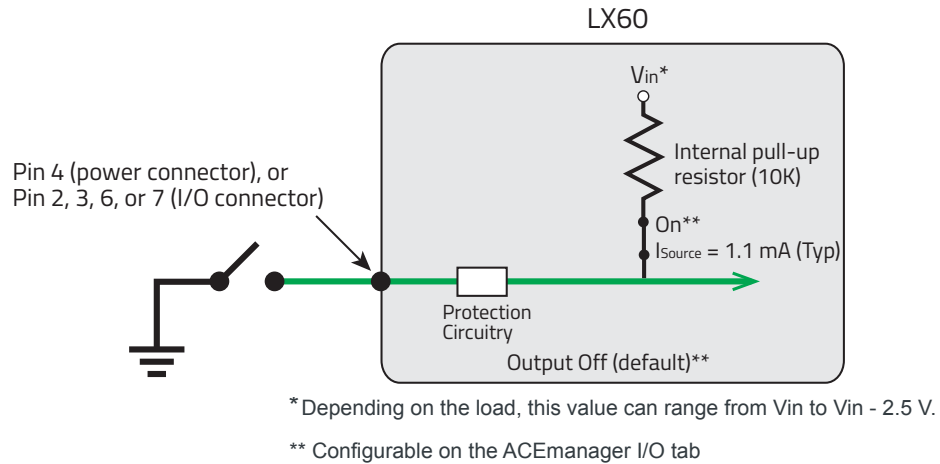 LX60
Vin*
Internal pull-up
resistor (10K)
Pin 4 (power connector), or
Pin 2, 3, 6, or 7 (I/O connector)
On**
ISource = 1.1 mA (Typ)
Protection
Circuitry
Output Off (default)**
*Depending on the load, this value can range from Vin to Vin - 2.5 V.
** Configurable on the ACEmanager I/O tab